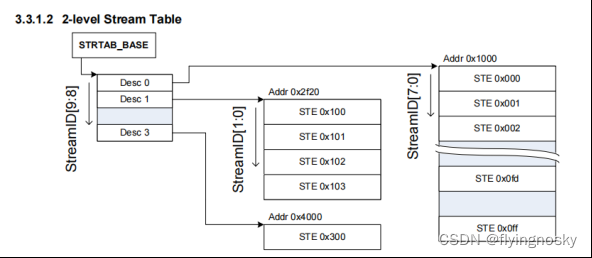 3.3.1.2 2-level Stream Table
STRTAB_BASE
Addr 0x1000
Desc 0
Desc 1
Desc 3
StreamID[9:8]
Addr 0x2f20
STE 0x100
STE 0x101
STE 0x102
STE 0x103
StreamID[1:0]
Addr 0x4000
STE 0x300
StreamID[7:0]
STE 0x000
STE 0x001
STE 0x002
STE 0x0fd
STE 0x0ff
CSDN @flyingnosky